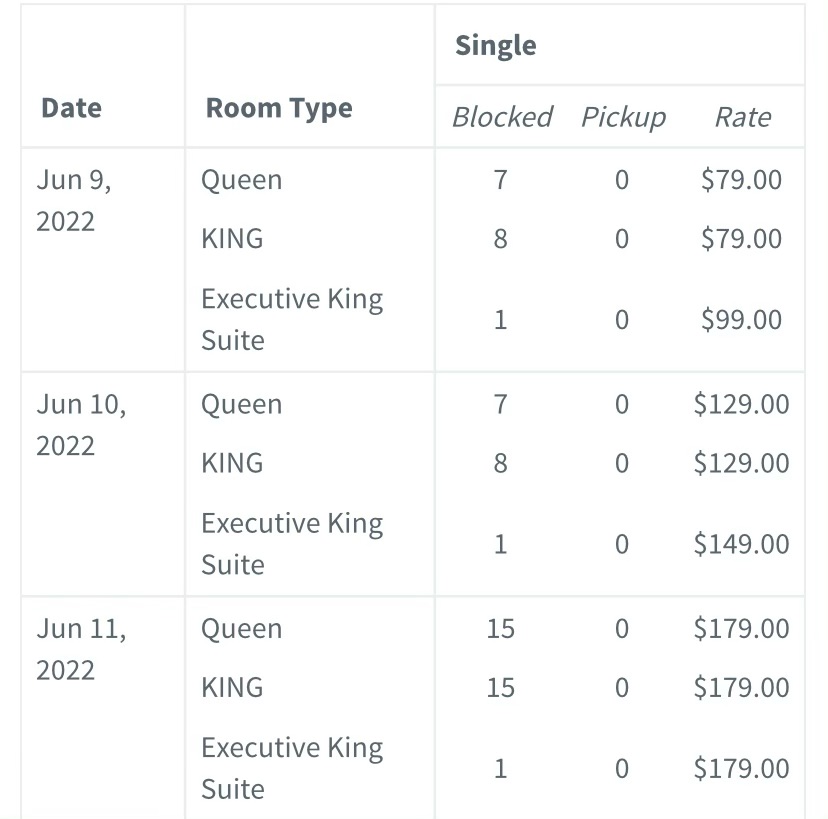 Single
Date Room Type
Blocked Pickup Rate
Jun 9, Queen 7 0 $79.00
2022
KING 8 0 $79.00
Executive King
1 0 $99.00
Suite
Jun 10, Queen 7 0 $129.00
2022
KING 8 0 $129.00
Executive King
1 0 $149.00
Suite
Jun 11, Queen 15 0 $179.00
2022
KING 15 0 $179.00
Executive King
1 0 $179.00
Suite